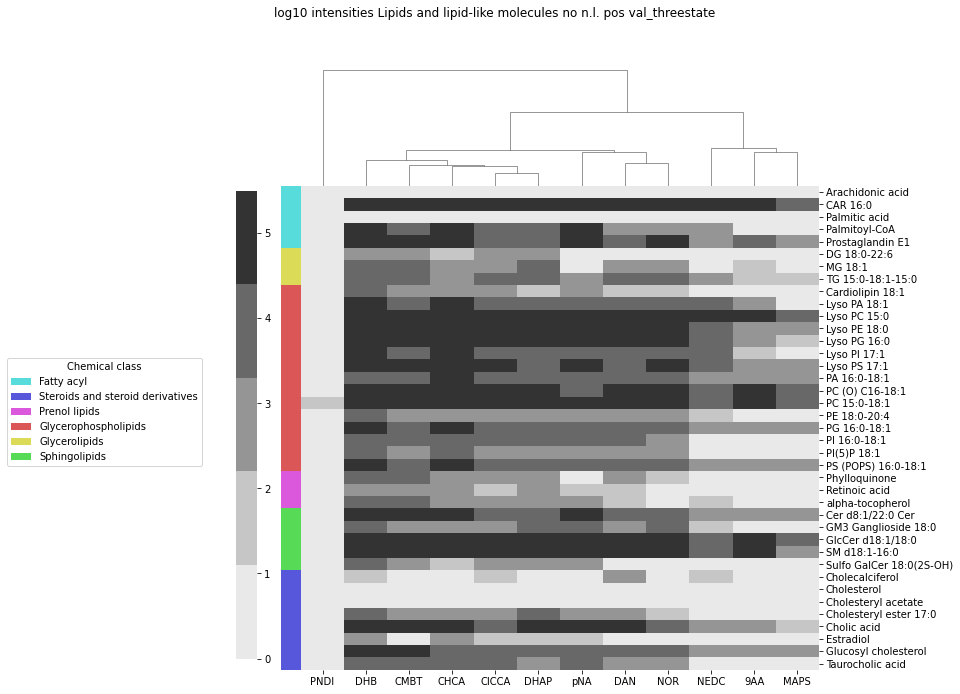 log10 intensities Lipids and lipid-like molecules no n.l. pos val_threestate
5
4
3
2
1
0
Chemical class
Fatty acyl
Steroids and steroid derivatives
Prenol lipids
Glycerophospholipids
Glycerolipids
Sphingolipids
Arachidonic acid
CAR 16:0
Palmitic acid
Palmitoyl-CoA
Prostaglandin E1
DG 18:0-22:6
MG 18:1
TG 15:0-18:1-15:0
Cardiolipin 18:1
Lyso PA 18:1
Lyso PC 15:0
Lyso PE 18:0
Lyso PG 16:0
Lyso PI 17:1
Lyso PS 17:1
PA 16:0-18:1
PC (O) C16-18:1
PC 15:0-18:1
PE 18:0-20:4
PG 16:0-18:1
PI 16:0-18:1
PI(5)P 18:1
PS (POPS) 16:0-18:1
Phylloquinone
Retinoic acid
alpha-tocopherol
Cer d8:1/22:0 Cer
GM3 Ganglioside 18:0
GlcCer d18:1/18:0
SM d18:1-16:0
Sulfo GalCer 18:0(2S-OH)
Cholecalciferol
Cholesterol
Cholesteryl acetate
Cholesteryl ester 17:0
Cholic acid
Estradiol
Glucosyl cholesterol
Taurocholic acid
PNDI DHB CMBT CHCA ClCCA DHAP pNA DAN NOR NEDC 9AA MAPS